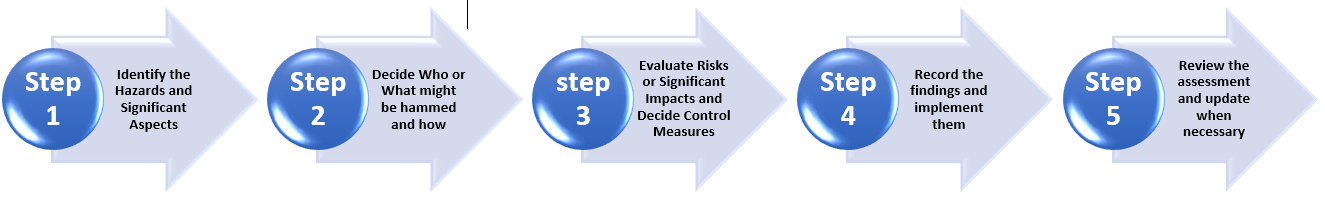 Step
1
Identify the
Hazards and
Significant
Aspects
Step
2
Decide Who or
What might
be hammed
and how
step
3
Evaluate Risks
or Significant
Impacts and
Decide Control
Measures
Step
4
Record the
findings and
implement
them
Step
5
Review the
assessment
and update
when
necessary